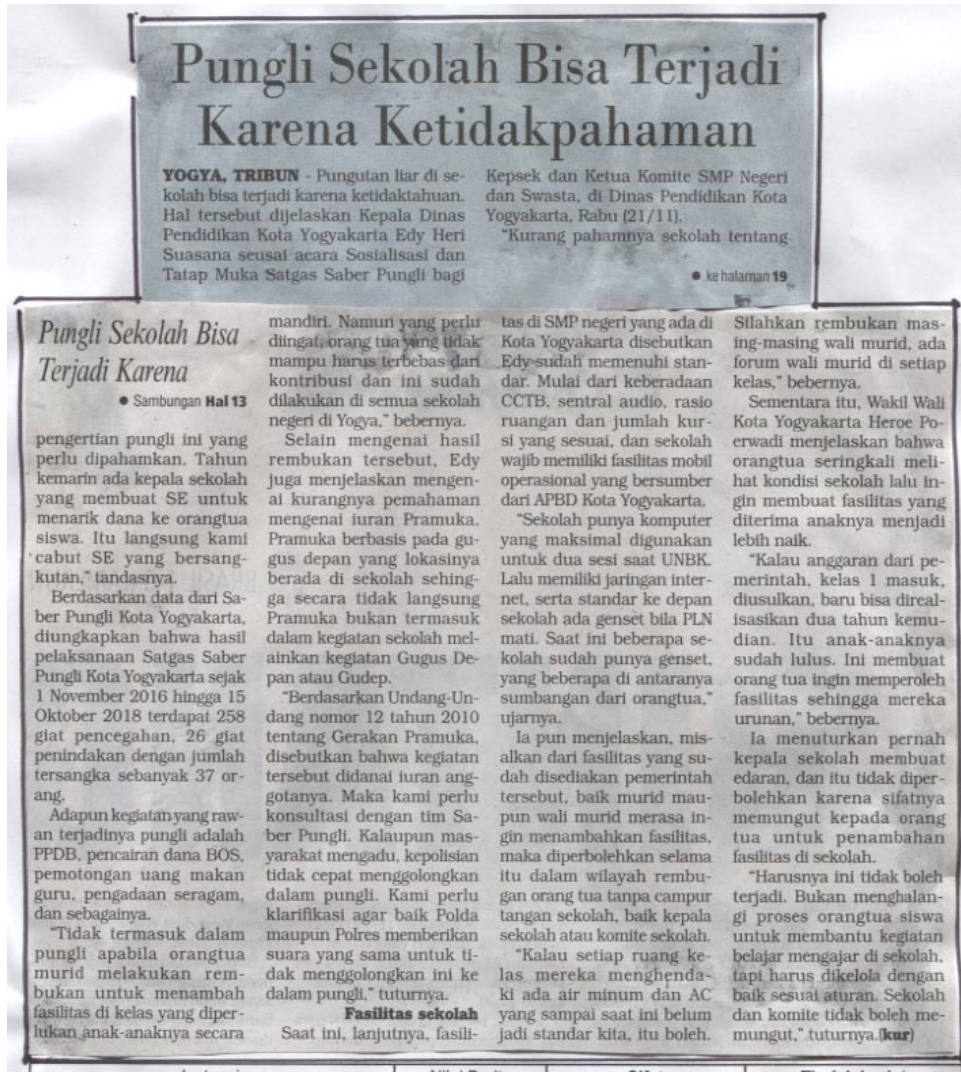 Pungli Sekolah Bisa Terjadi
Karena Ketidakpahaman
YOGYA, TRIBUN - Pungutan liar di se-
kolah bisa terjadi karena ketidaktahuan.
Hal tersebut dijelaskan Kepala Dinas
Pendidikan Kota Yogyakarta Edy Heri
Suasana seusai acara Sosialisasi dan
Tatap Muka Satgas Saber Pungli bagi
Kepsek dan Ketua Komite SMP Negeri
dan Swasta, di Dinas Pendidikan Kota
Yogyakarta, Rabu (21/11).
"Kurang pahamnya sekolah tentang
● ke halaman 19
Pungli Sekolah Bisa
Terjadi Karena
● Sambungan Hal 13
pengertian pungli ini yang
perlu dipahamkan. Tahun
kemarin ada kepala sekolah
yang membuat SE untuk
menarik dana ke orangtua
siswa. Itu langsung kami
cabut SE yang bersang-
kutan," tandasnya.
Berdasarkan data dari Sa-
ber Pungli Kota Yogyakarta,
diungkapkan bahwa hasil
pelaksanaan Satgas Saber
Pungli Kota Yogyakarta sejak
1 November 2016 hingga 15
Oktober 2018 terdapat 258
giat pencegahan, 26 giat
penindakan dengan jumlah
tersangka sebanyak 37 or-
ang.
Adapun kegiatan yang raw-
an terjadinya pungli adalah
PPDB, pencairan dana BOS,
pemotongan uang makan
guru, pengadaan seragam,
dan sebagainya.
"Tidak termasuk dalam
pungli apabila orangtua
murid melakukan rem-
bukan untuk menambah
fasilitas di kelas yang diper-
lukan anak-anaknya secara
mandiri. Namun yang perlu
diingat, orang tua yang tidak
mampu harus terbebas dari
kontribusi dan ini sudah
dilakukan di semua sekolah
negeri di Yogya," bebernya.
Selain mengenai hasil
rembukan tersebut, Edy
juga menjelaskan mengen-
ai kurangnya pemahaman
mengenai iuran Pramuka.
Pramuka berbasis pada gu-
gus depan yang lokasinya
berada di sekolah sehing-
ga secara tidak langsung
Pramuka bukan termasuk
dalam kegiatan sekolah mel-
ainkan kegiatan Gugus De-
pan atau Gudep.
"Berdasarkan Undang-Un-
dang nomor 12 tahun 2010
tentang Gerakan Pramuka,
disebutkan bahwa kegiatan
tersebut didanai iuran ang-
gotanya. Maka kami perlu
konsultasi dengan tim Sa-
ber Pungli. Kalaupun mas-
yarakat mengadu, kepolisian
tidak cepat menggolongkan
dalam pungli. Kami perlu
klarifikasi agar baik Polda
maupun Polres memberikan
suara yang sama untuk ti-
dak menggolongkan ini ke
dalam pungli," tuturnya.
Fasilitas sekolah
Saat ini, lanjutnya, fasili-
tas di SMP negeri yang ada di
Kota Yogyakarta disebutkan
Edy sudah memenuhi stan-
dar. Mulai dari keberadaan
CCTB, sentral audio, rasio
ruangan dan jumlah kur-
si yang sesuai, dan sekolah
wajib memiliki fasilitas mobil
operasional yang bersumber
dari APBD Kota Yogyakarta.
"Sekolah punya komputer
yang maksimal digunakan
untuk dua sesi saat UNBK.
Lalu memiliki jaringan inter-
net, serta standar ke depan
sekolah ada genset bila PLN
mati. Saat ini beberapa se-
kolah sudah punya genset,
yang beberapa di antaranya
sumbangan dari orangtua,"
ujarnya.
Ia pun menjelaskan, mis-
alkan dari fasilitas yang su-
dah disediakan pemerintah
tersebut, baik murid mau-
pun wali murid merasa in-
gin menambahkan fasilitas,
maka diperbolehkan selama
itu dalam wilayah rembu-
gan orang tua tanpa campur
tangan sekolah, baik kepala
sekolah atau komite sekolah.
"Kalau setiap ruang ke-
las mereka menghenda-
ki ada air minum dan AC
yang sampai saat ini belum
jadi standar kita, itu boleh.
Silahkan rembukan mas-
ing-masing wali murid, ada
forum wali murid di setiap
kelas," bebernya.
Sementara itu, Wakil Wali
Kota Yogyakarta Heroe Po-
erwadi menjelaskan bahwa
orangtua seringkali meli-
hat kondisi sekolah lalu in-
gin membuat fasilitas yang
diterima anaknya menjadi
lebih naik.
"Kalau anggaran dari pe-
merintah, kelas 1 masuk,
diusulkan, baru bisa direal-
isasikan dua tahun kemu-
dian. Itu anak-anaknya
sudah lulus. Ini membuat
orang tua ingin memperoleh
fasilitas sehingga mereka
urunan," bebernya.
Ia menuturkan pernah
kepala sekolah membuat
edaran, dan itu tidak diper-
bolehkan karena sifatnya
memungut kepada orang
tua untuk penambahan
fasilitas di sekolah.
"Harusnya ini tidak boleh
terjadi. Bukan menghalan-
gi proses orangtua siswa
untuk membantu kegiatan
belajar mengajar di sekolah,
tapi harus dikelola dengan
baik sesuai aturan. Sekolah
dan komite tidak boleh me-
mungut," tuturnya.(kur)